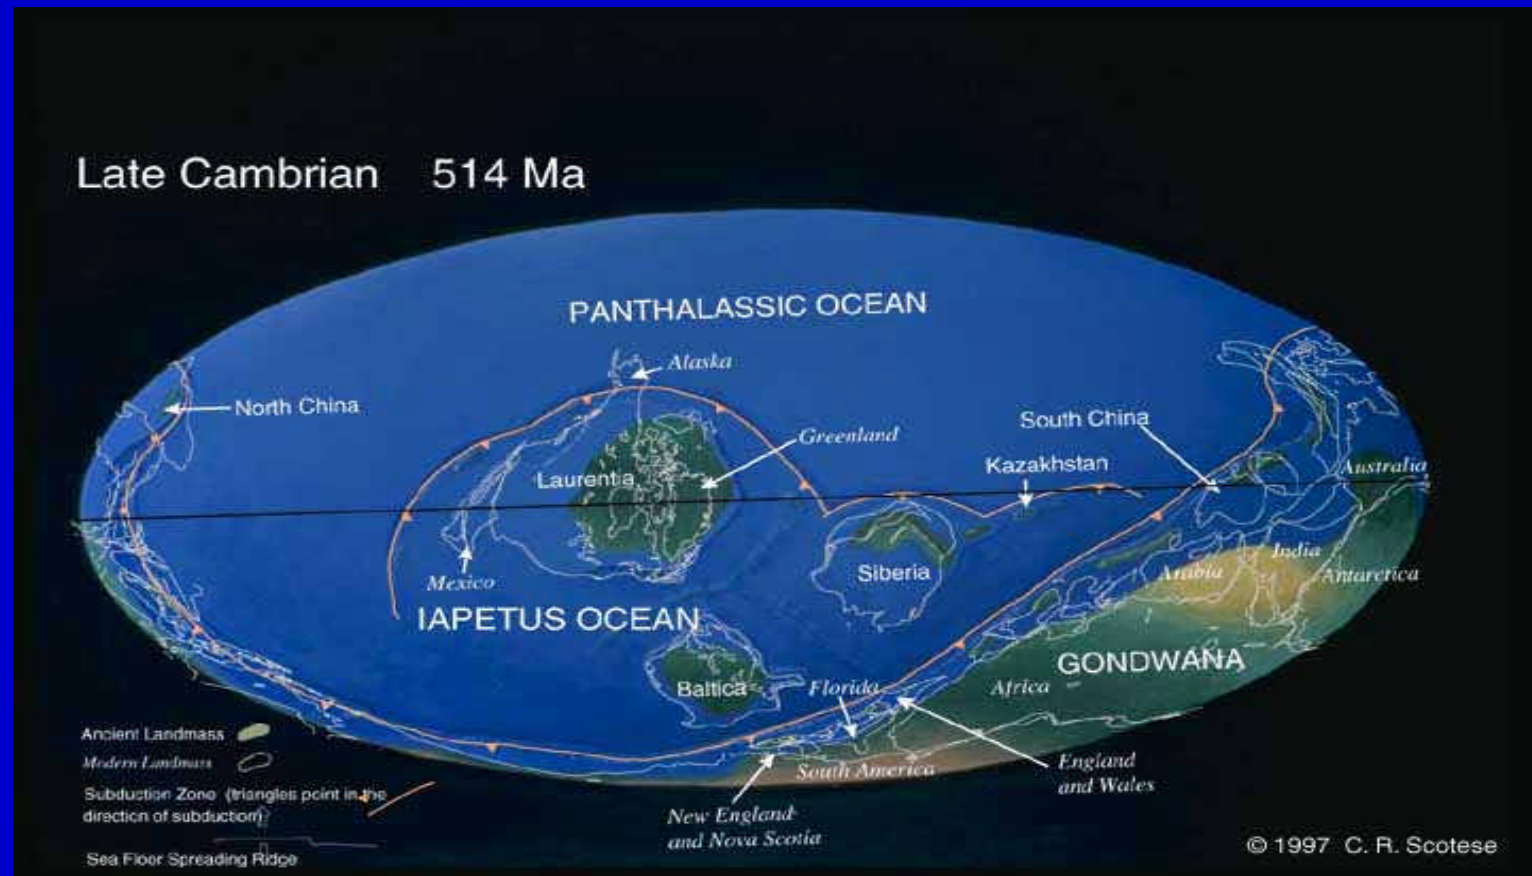 Late Cambrian 514 Ma
PANTHALASSIC OCEAN
Alaska
North China
South China
Greenland
Kazakhstan
Australia
Laurentia
India
Mexico
Siberia
Arabia
Antarctica
IAPETUS OCEAN
GONDWANA
Baltica
Florida
Africa
South America
England
and Wales
New England
and Nova Scotia
Ancient Landmass
Modern Landmass
Subduction Zone (triangles point in the
direction of subduction)
Sea Floor Spreading Ridge
© 1997 C. R. Scotese